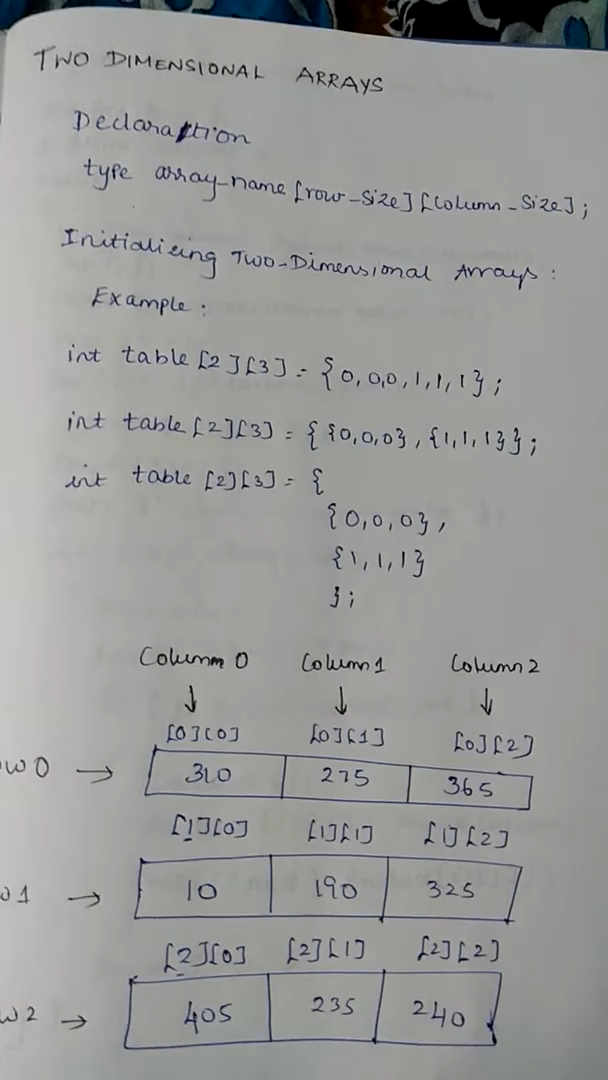 TWO DIMENSIONAL ARRAYS
Declaration
type array-name [row-size] [column-size];
Initializing Two-Dimensional Arrays:
Example:
int table [2][3] = {0,0,0,1,1,1};
int table [2][3] = {{0,0,0},{1,1,1}};
int table [2][3] = {
{0,0,0},
{1,1,1}
};
Column 0 Column 1 Column 2
↓ ↓ ↓
[0][0] [0][1] [0][2]
w 0 → 310 275 365
[1][0] [1][1] [1][2]
1 → 10 190 325
[2][0] [2][1] [2][2]
w 2 → 405 235 240